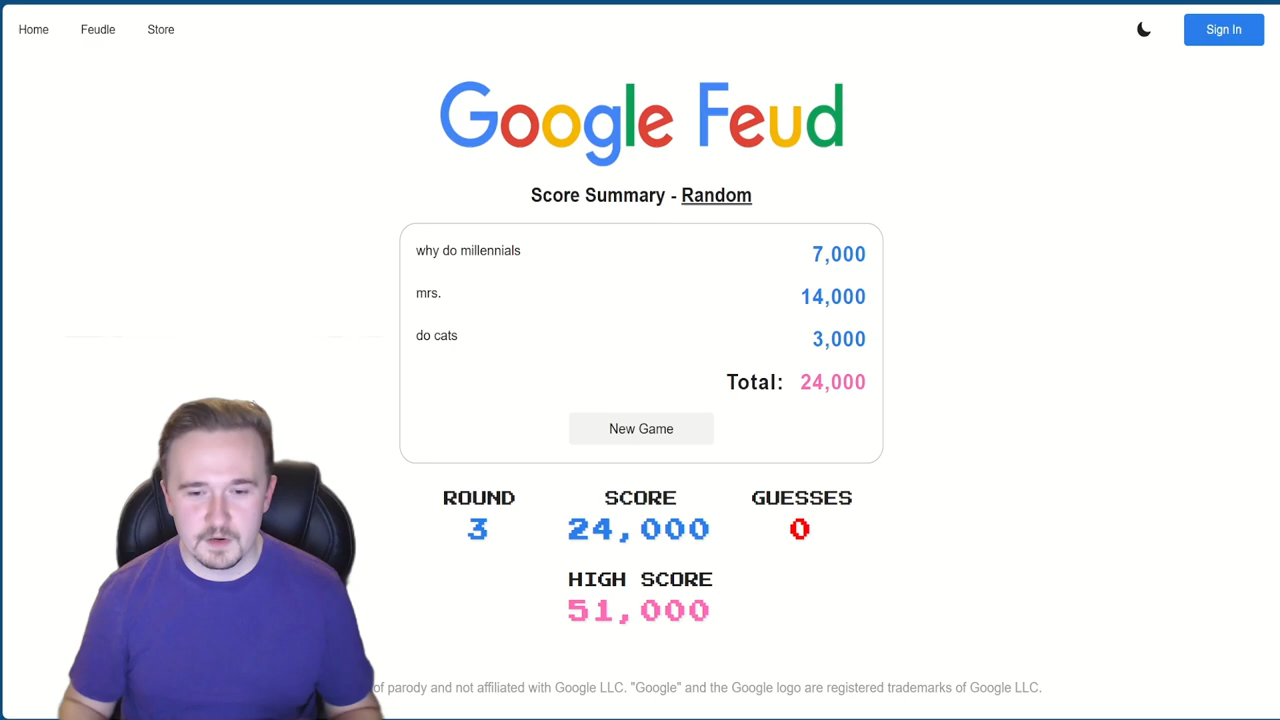 Home Feudle Store Sign In
Google Feud
Score Summary - Random
why do millennials 7,000
mrs. 14,000
do cats 3,000
Total: 24,000
New Game
ROUND SCORE GUESSES
3 24,000 0
HIGH SCORE
51,000
of parody and not affiliated with Google LLC. "Google" and the Google logo are registered trademarks of Google LLC.